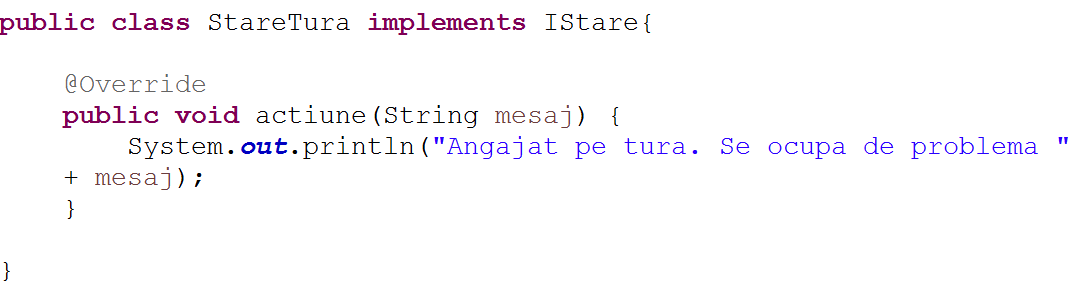 public class StareTura implements IStare{
@Override
public void actiune(String mesaj) {
System.out.println("Angajat pe tura. Se ocupa de problema "
+ mesaj);
}
}